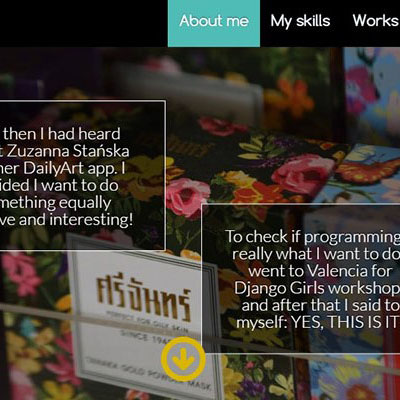 About me My skills Works
then I had heard
Zuzanna Stańska
her DailyArt app. I
want to do
mething equally
ve and interesting!
To check if programming
really what I want to do
went to Valencia for
Django Girls workshop
and after that I said to
myself: YES, THIS IS IT
ศรีจันทร์
PERFECT FOR OILY SKIN
SINCE 194
TANAKA GOLD POWDER MASK